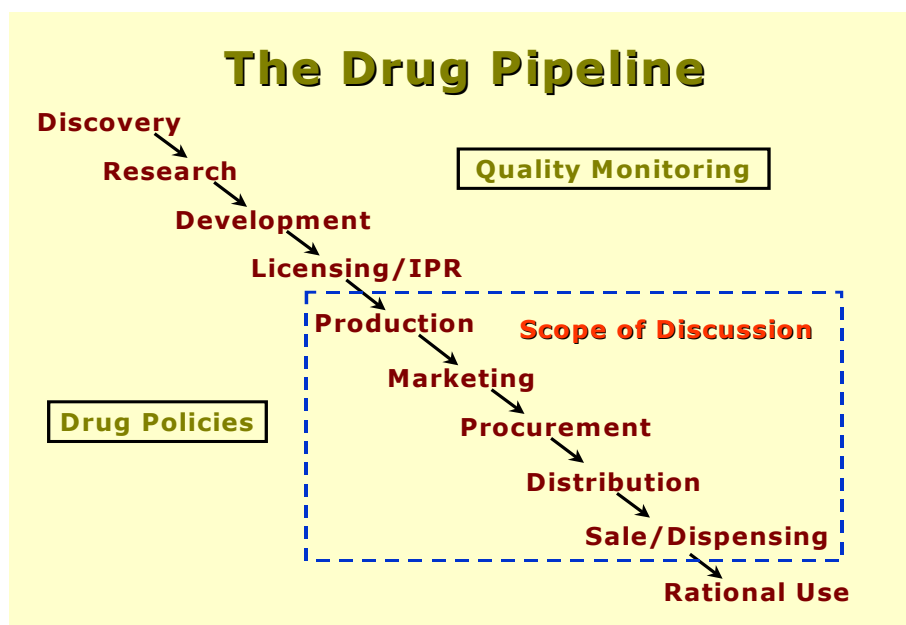 The Drug Pipeline
Discovery
Research
Quality Monitoring
Development
Licensing/IPR
Production
Scope of Discussion
Marketing
Drug Policies
Procurement
Distribution
Sale/Dispensing
Rational Use